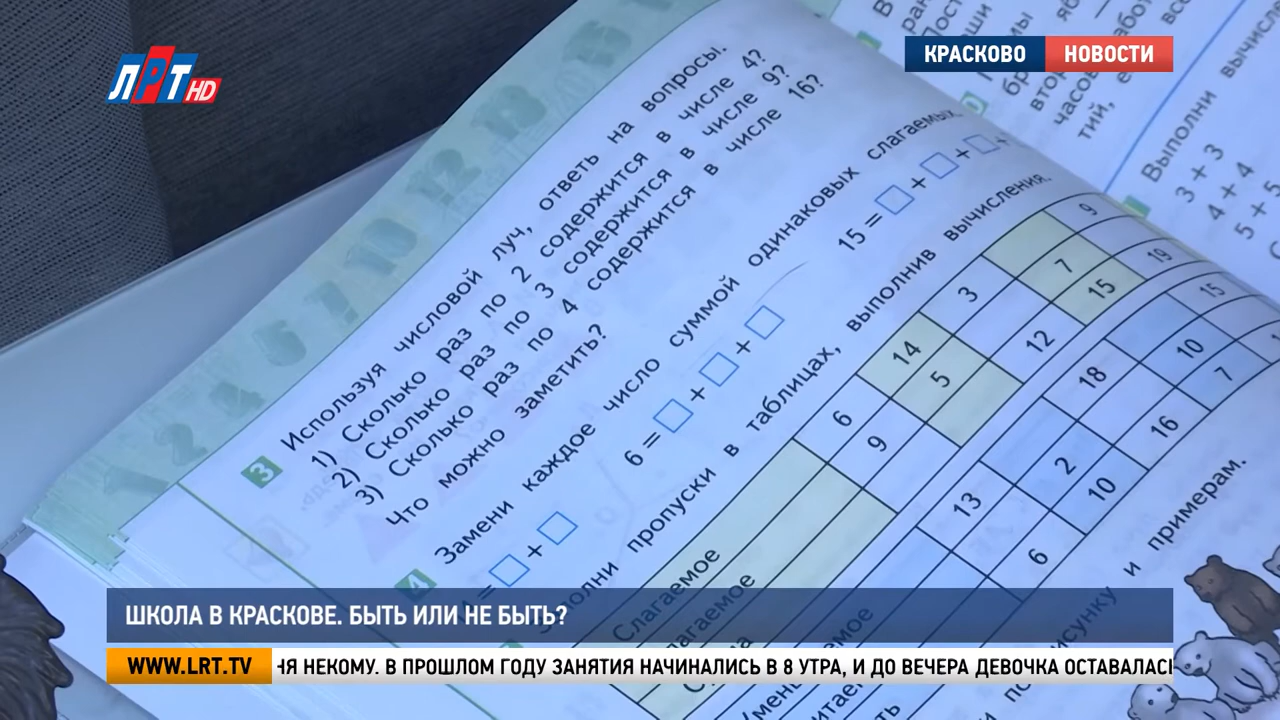 ЛРТ HD
КРАСКОВО НОВОСТИ
3 Используя числовой луч, ответь на вопросы.
1) Сколько раз по 2 содержится в числе 4?
2) Сколько раз по 3 содержится в числе 9?
3) Сколько раз по 4 содержится в числе 16?
Что можно заметить?
4 Замени каждое число суммой одинаковых слагаемых.
= □ + □ 6 = □ + □ + □ 15 = □ + □ + □ +
пропуски в таблицах, выполнив вычисления.
Слагаемое 6 14 3 9
9 5 7 19
12 15
13 18 15
2 10
6 10 16 7
и примерам.
Выполни
3 + 3
4 + 4
5 + 5
ШКОЛА В КРАСКОВЕ. БЫТЬ ИЛИ НЕ БЫТЬ?
WWW.LRT.TV НЯ НЕКОМУ. В ПРОШЛОМ ГОДУ ЗАНЯТИЯ НАЧИНАЛИСЬ В 8 УТРА, И ДО ВЕЧЕРА ДЕВОЧКА ОСТАВАЛАСЬ